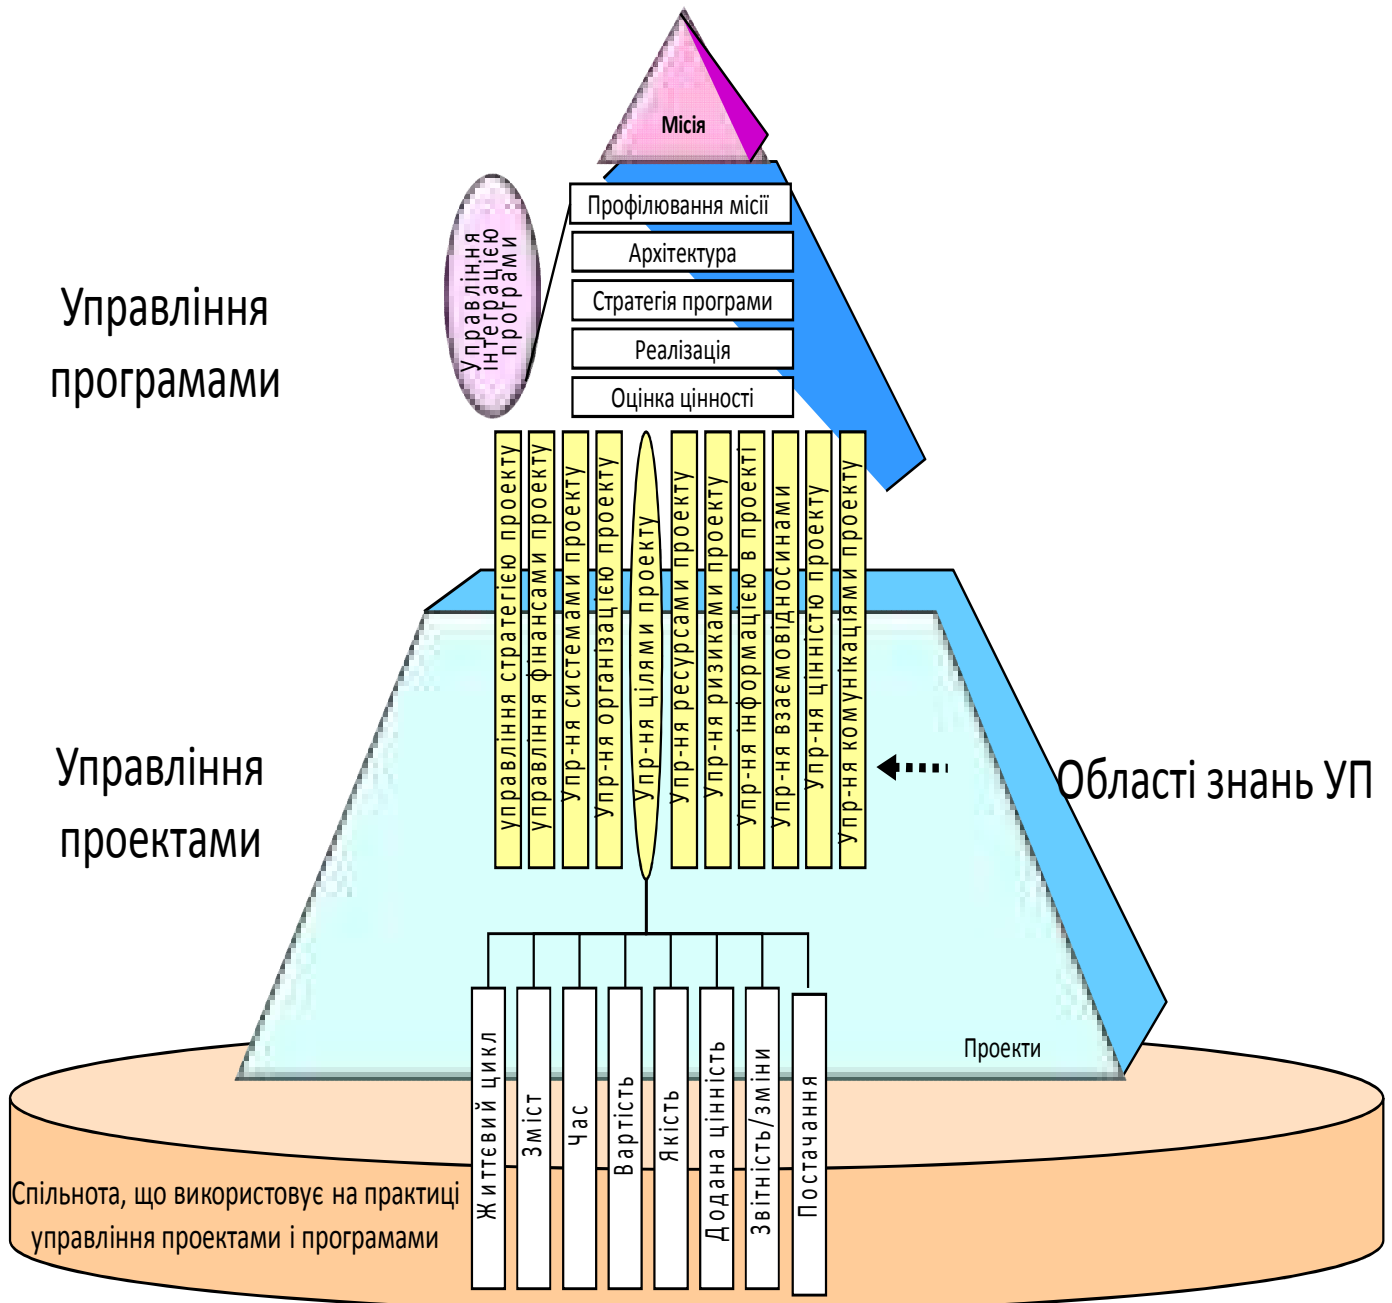 Місія
Профілювання місії
Архітектура
Стратегія програми
Реалізація
Оцінка цінності
Управління
інтеграцією
програми
Управління
програмами
управління стратегією проекту
управління фінансами проекту
Упр-ня системами проекту
Упр-ня організацією проекту
Упр-ня цілями проекту
Упр-ня ресурсами проекту
Упр-ня ризиками проекту
Упр-ня інформацією в проекті
Упр-ня взаємовідносинами
Упр-ня цінністю проекту
Упр-ня комунікаціями проекту
Управління
проектами
Області знань УП
Проекти
Життєвий цикл
Зміст
Час
Вартість
Якість
Додана цінність
Звітність/зміни
Постачання
Спільнота, що використовує на практиці
управління проектами і програмами